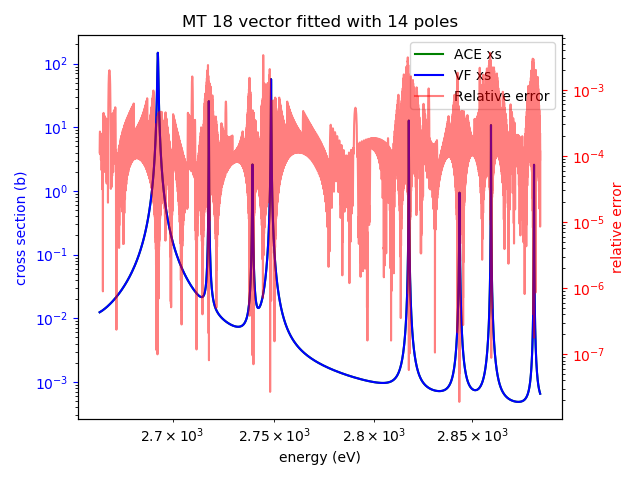 MT 18 vector fitted with 14 poles
ACE xs
VF xs
Relative error
cross section (b)
10² 10¹ 10⁰ 10⁻¹ 10⁻² 10⁻³
10⁻³ 10⁻⁴ 10⁻⁵ 10⁻⁶ 10⁻⁷
relative error
2.7 × 10³ 2.75 × 10³ 2.8 × 10³ 2.85 × 10³
energy (eV)